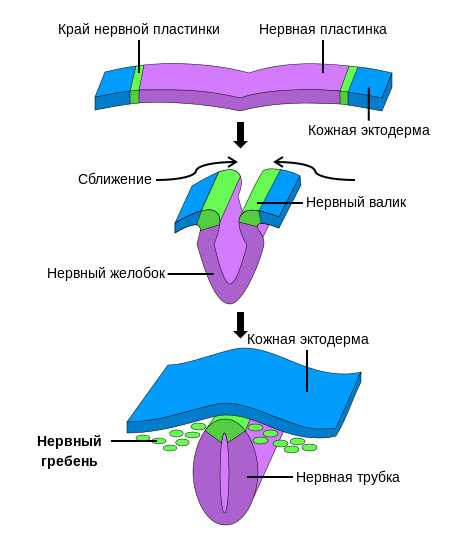 Край нервной пластинки
Нервная пластинка
Кожная эктодерма
Сближение
Нервный валик
Нервный желобок
Кожная эктодерма
Нервный
гребень
Нервная трубка